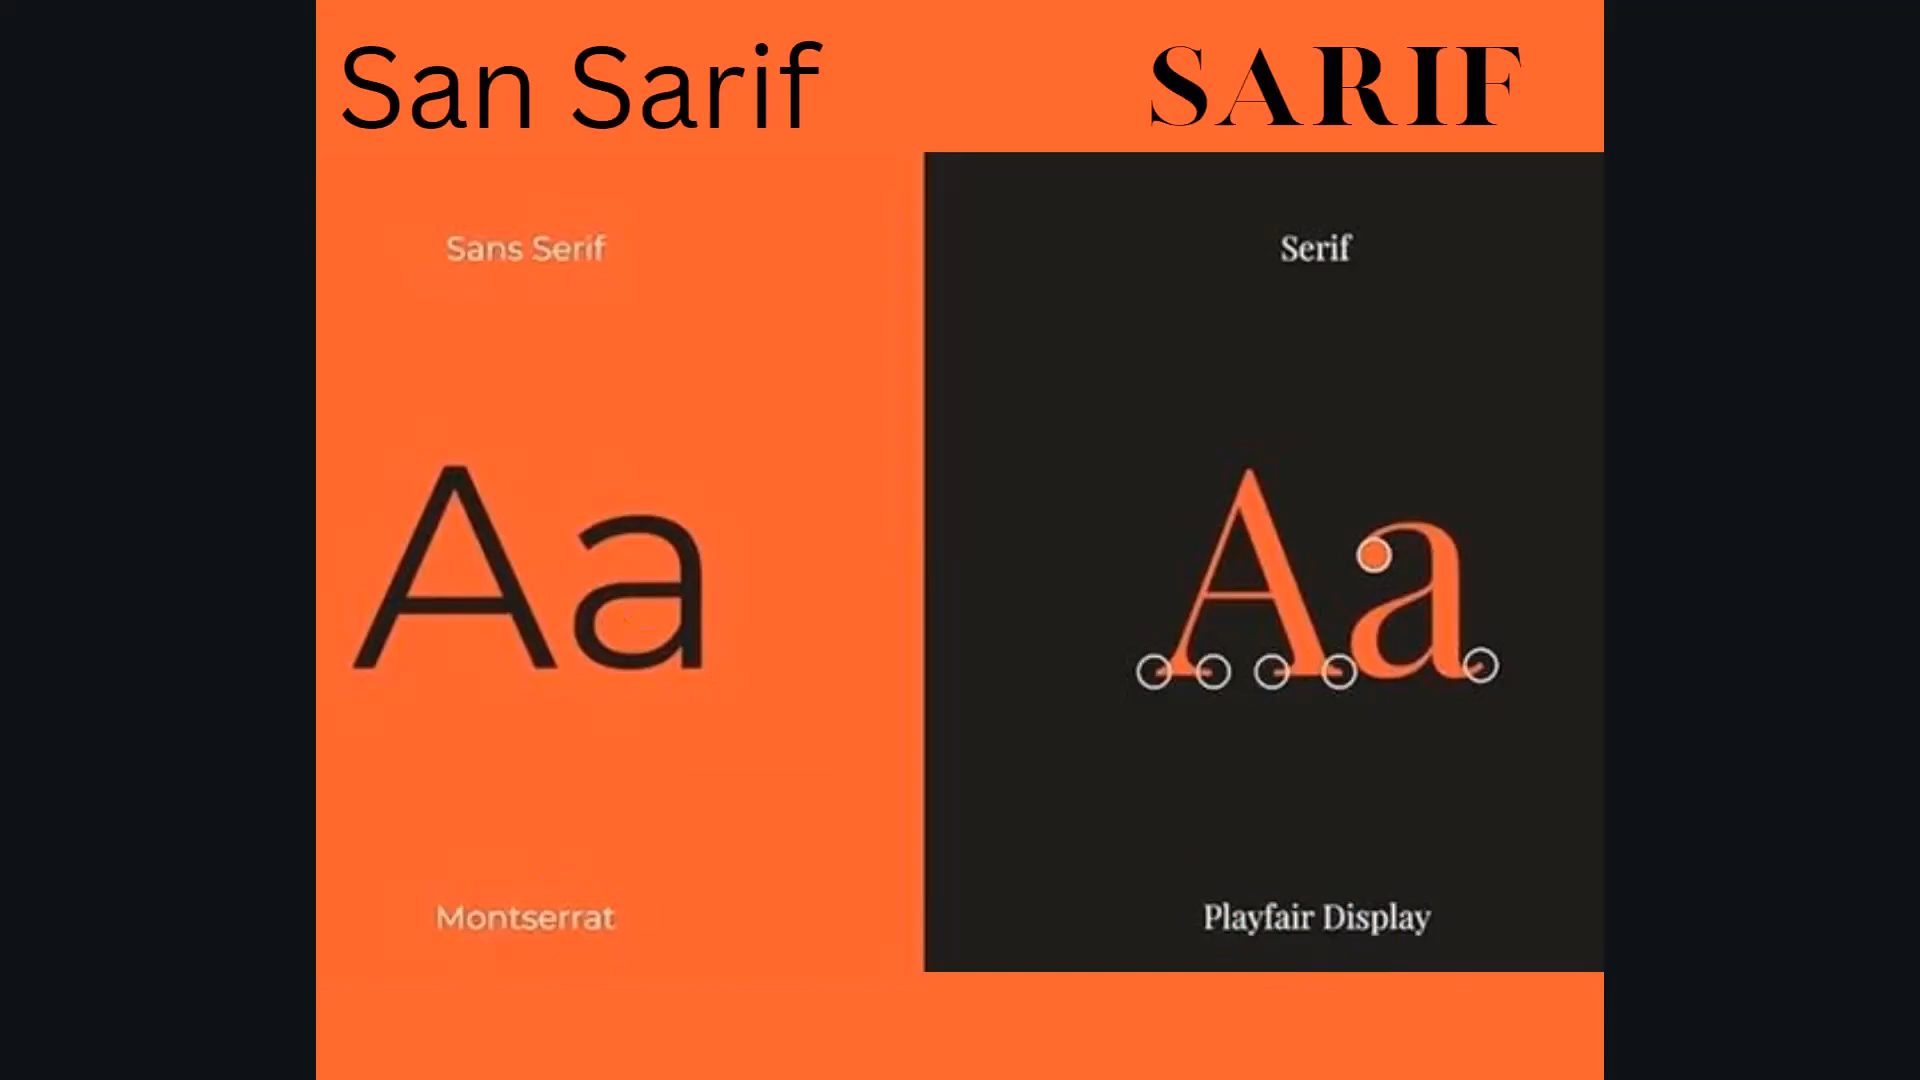 San Sarif
SARIF
Sans Serif
Serif
Aa
Aa
Montserrat
Playfair Display